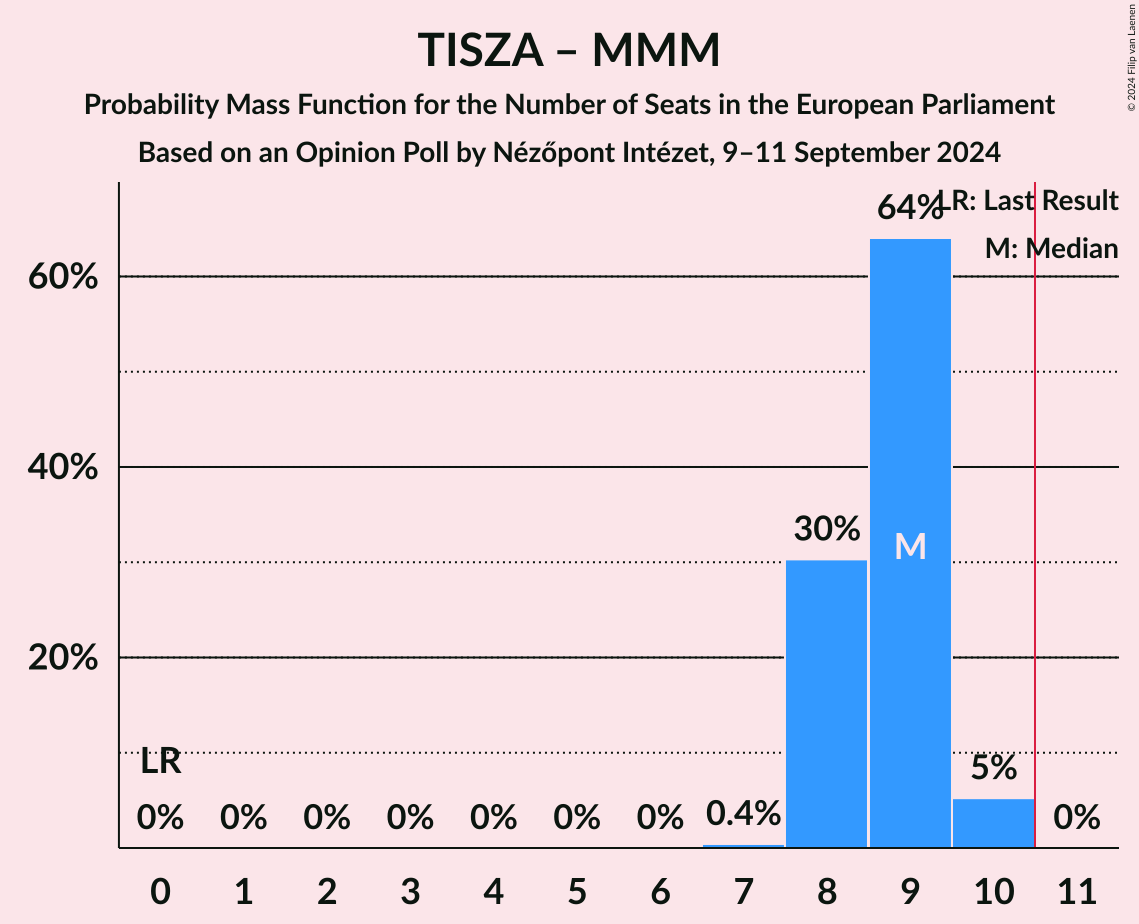 TISZA – MMM
Probability Mass Function for the Number of Seats in the European Parliament
Based on an Opinion Poll by Nézőpont Intézet, 9–11 September 2024
© 2024 Filip van Laenen
LR: Last Result
M: Median
60%
40%
20%
64%
30%
M
LR
5%
0% 0% 0% 0% 0% 0% 0% 0.4% 0%
0 1 2 3 4 5 6 7 8 9 10 11